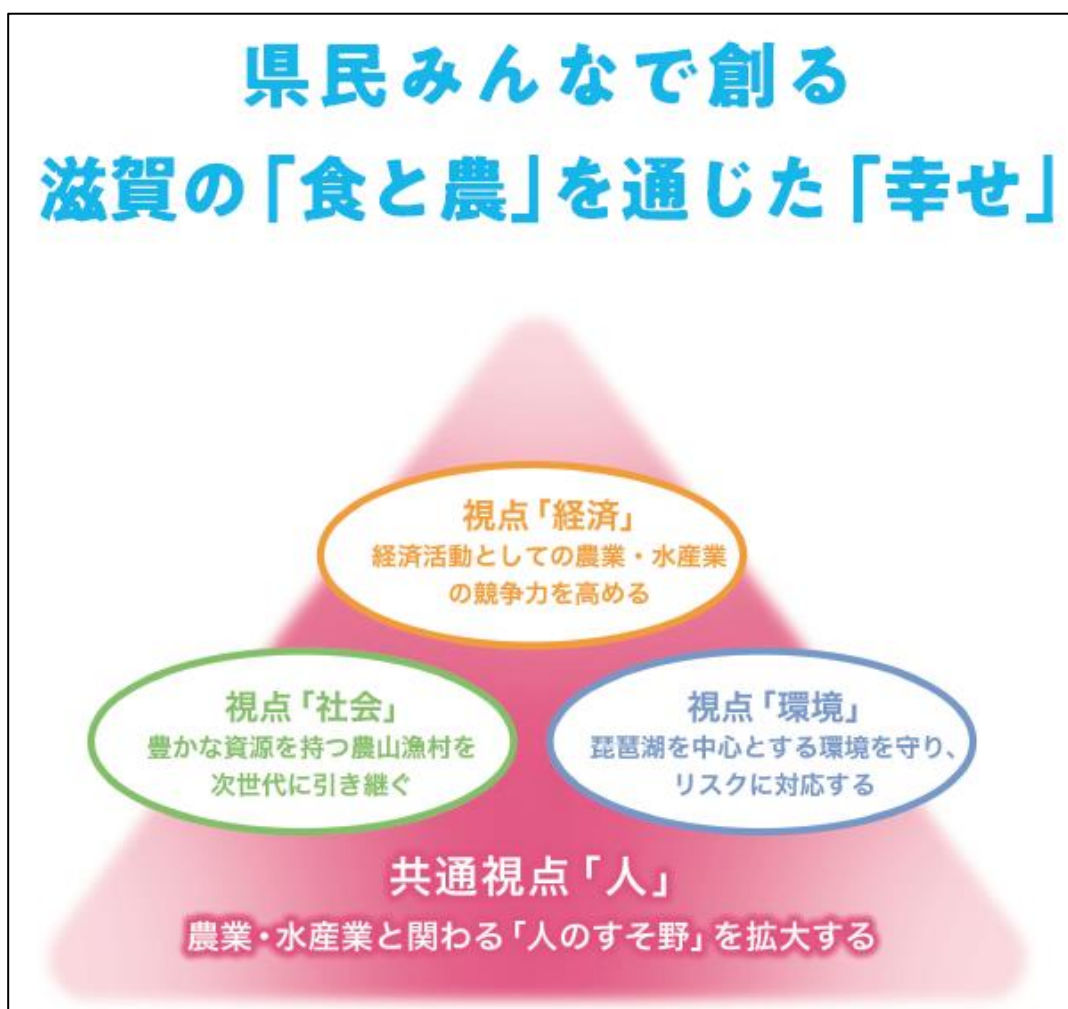 県民みんなで創る
滋賀の「食と農」を通じた「幸せ」
視点「経済」
経済活動としての農業・水産業
の競争力を高める
視点「社会」
豊かな資源を持つ農山漁村を
次世代に引き継ぐ
視点「環境」
琵琶湖を中心とする環境を守り、
リスクに対応する
共通視点「人」
農業・水産業と関わる「人のすそ野」を拡大する